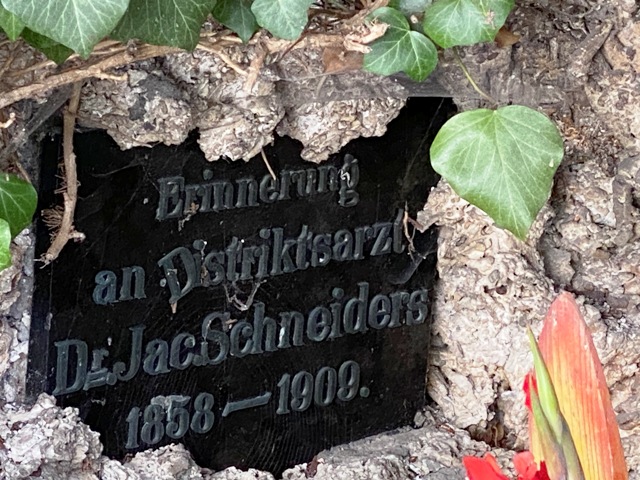 Erinnerung
an Distriktsarzt
Dr. Jac. Schneiders
1858 — 1909.